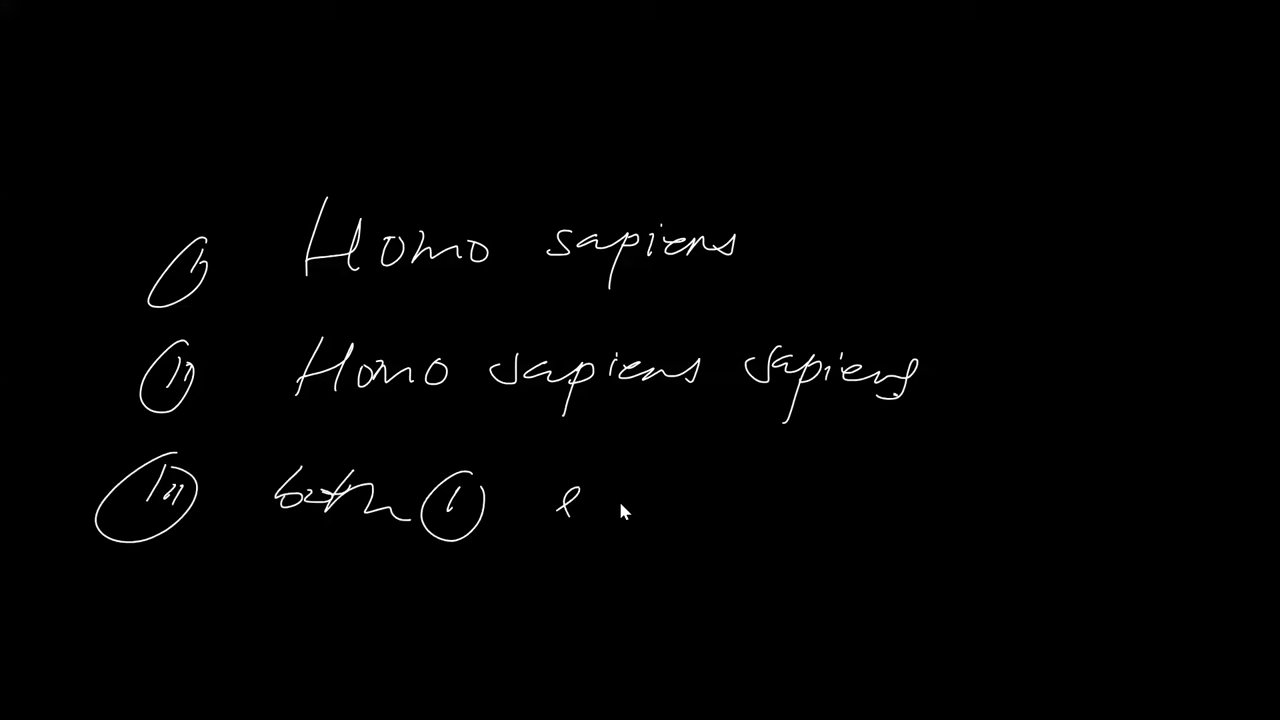 (i) Homo sapiens
(ii) Homo sapiens sapiens
(iii) both (i) &